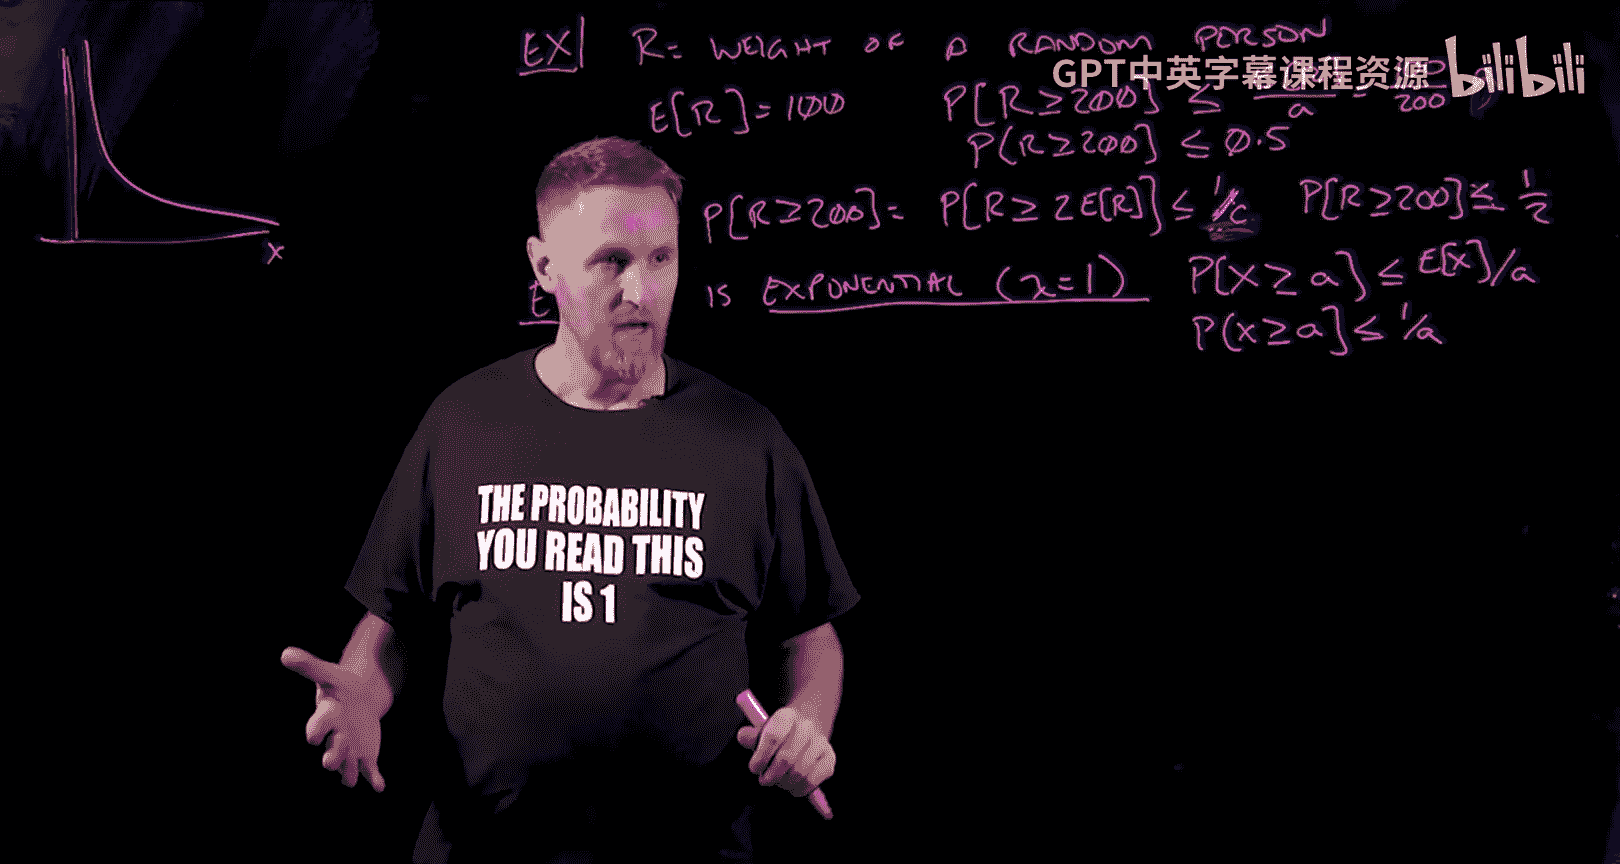 EX R = WEIGHT OF A RANDOM PERSON
GPT中英字幕课程资源 bilibili
E[R] = 100 P[R ≥ 200] ≤ /a = /200
P(R ≥ 200] ≤ 0.5
P[R ≥ 200] = P[R ≥ 2E[R]] ≤ 1/c P[R ≥ 200] ≤ 1/2
E IS EXPONENTIAL (λ=1) P(X ≥ a] ≤ E[X]/a
P(X ≥ a] ≤ 1/a
X
THE PROBABILITY
YOU READ THIS
IS 1